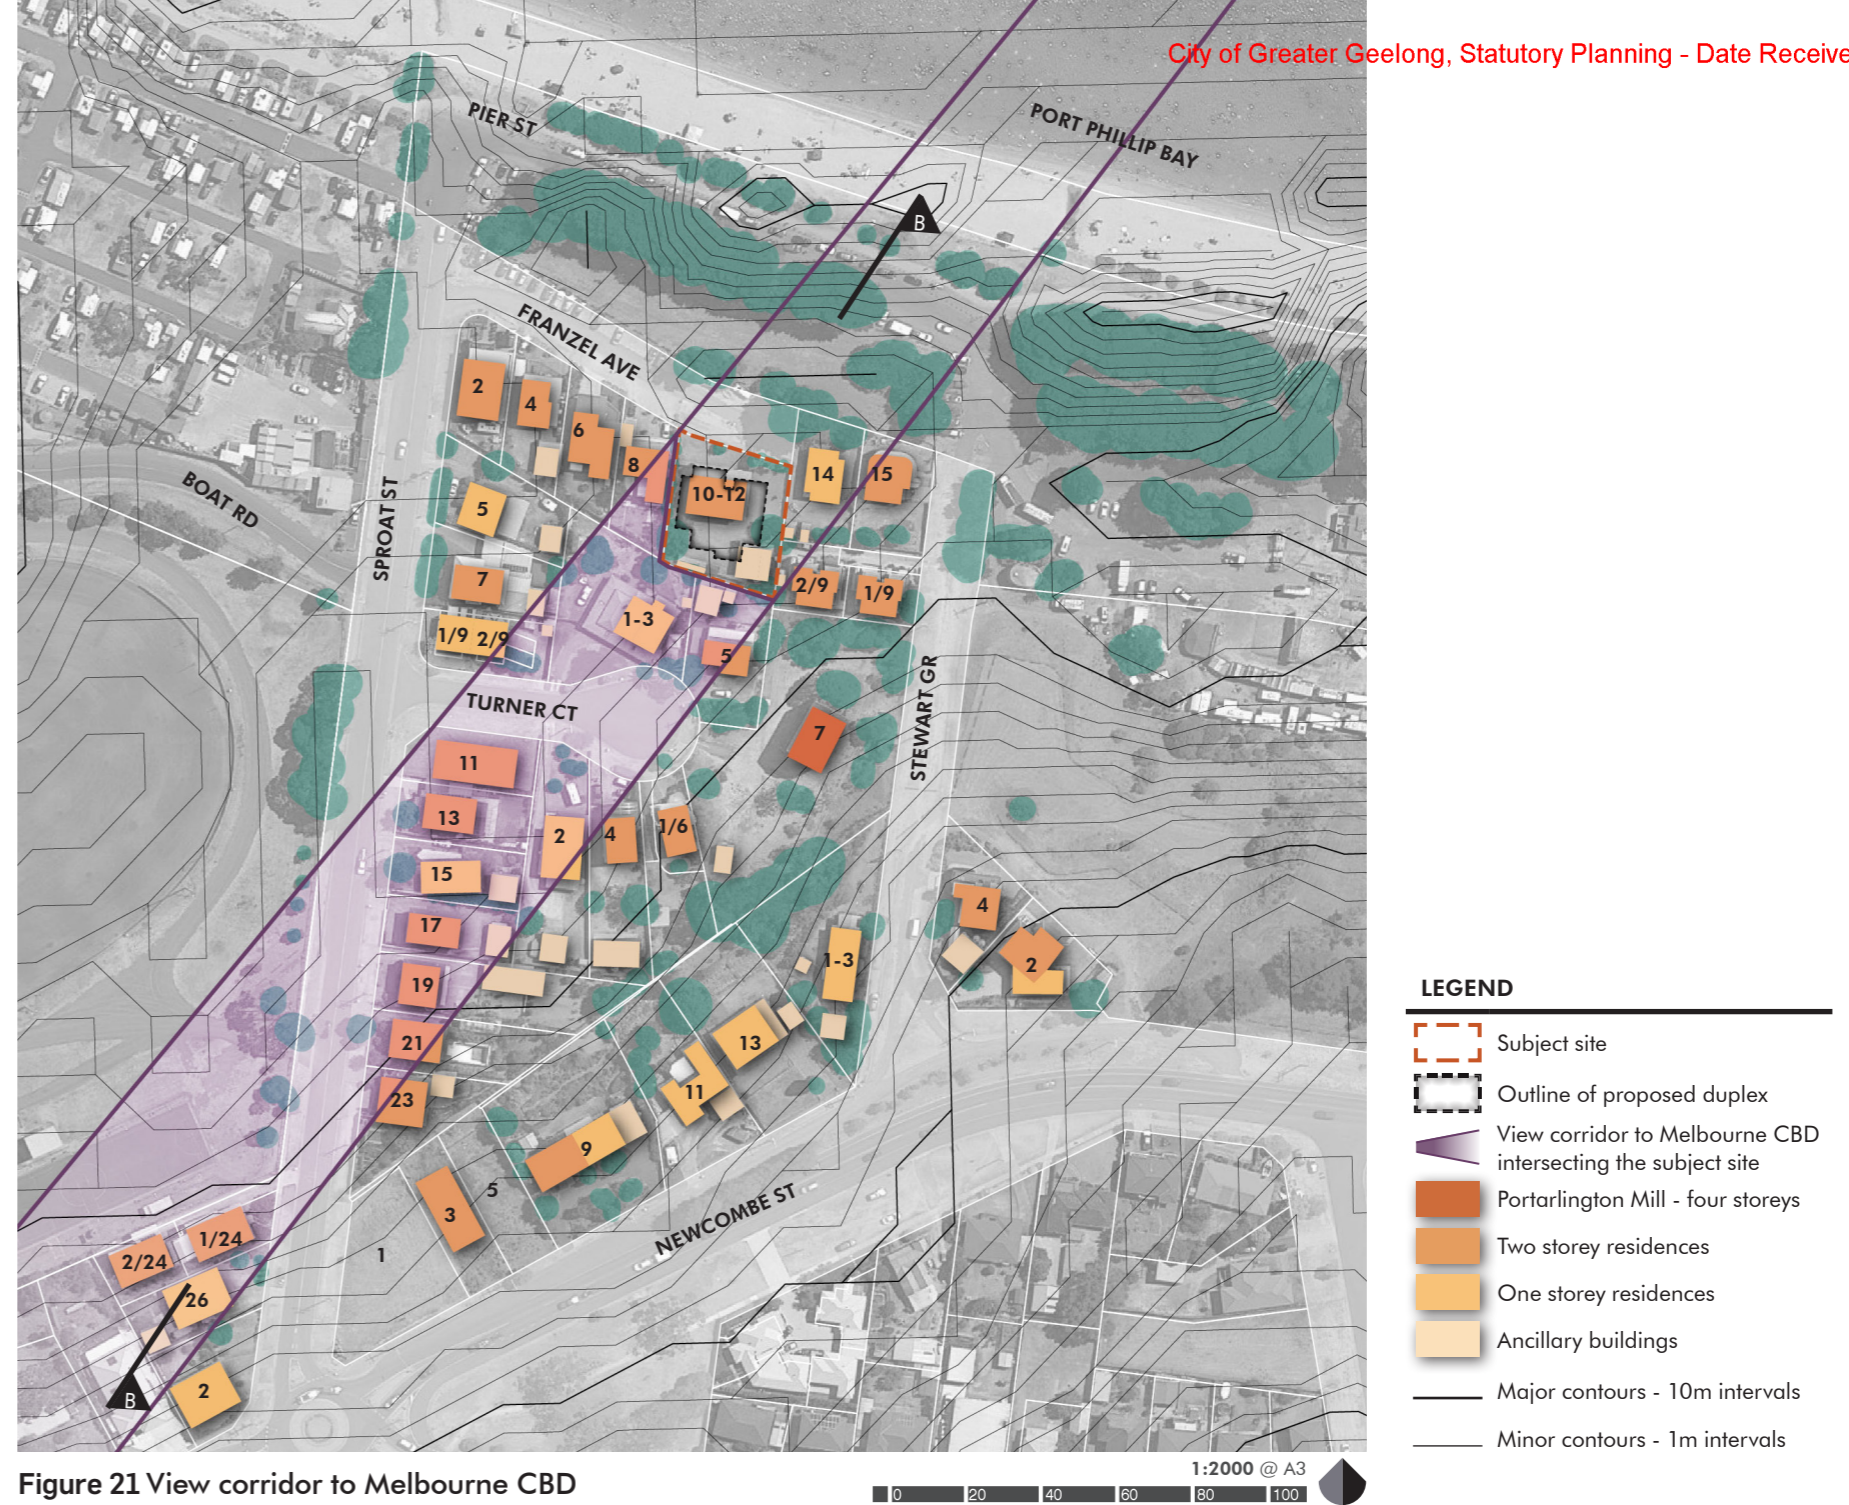 City of Greater Geelong, Statutory Planning - Date Receive
PIER ST
PORT PHILLIP BAY
B
FRANZEL AVE
2
4
6
8
10-12
14
15
BOAT RD
SPROAT ST
5
7
1/9 2/9
1-3
5
2/9
1/9
TURNER CT
STEWART GR
7
11
13
15
17
19
21
23
2
4
1/6
4
2
1-3
13
11
9
5
3
1
NEWCOMBE ST
1/24
2/24
26
2
B
LEGEND
Subject site
Outline of proposed duplex
View corridor to Melbourne CBD
intersecting the subject site
Portarlington Mill - four storeys
Two storey residences
One storey residences
Ancillary buildings
Major contours - 10m intervals
Minor contours - 1m intervals
Figure 21 View corridor to Melbourne CBD
1:2000 @ A3
0 20 40 60 80 100